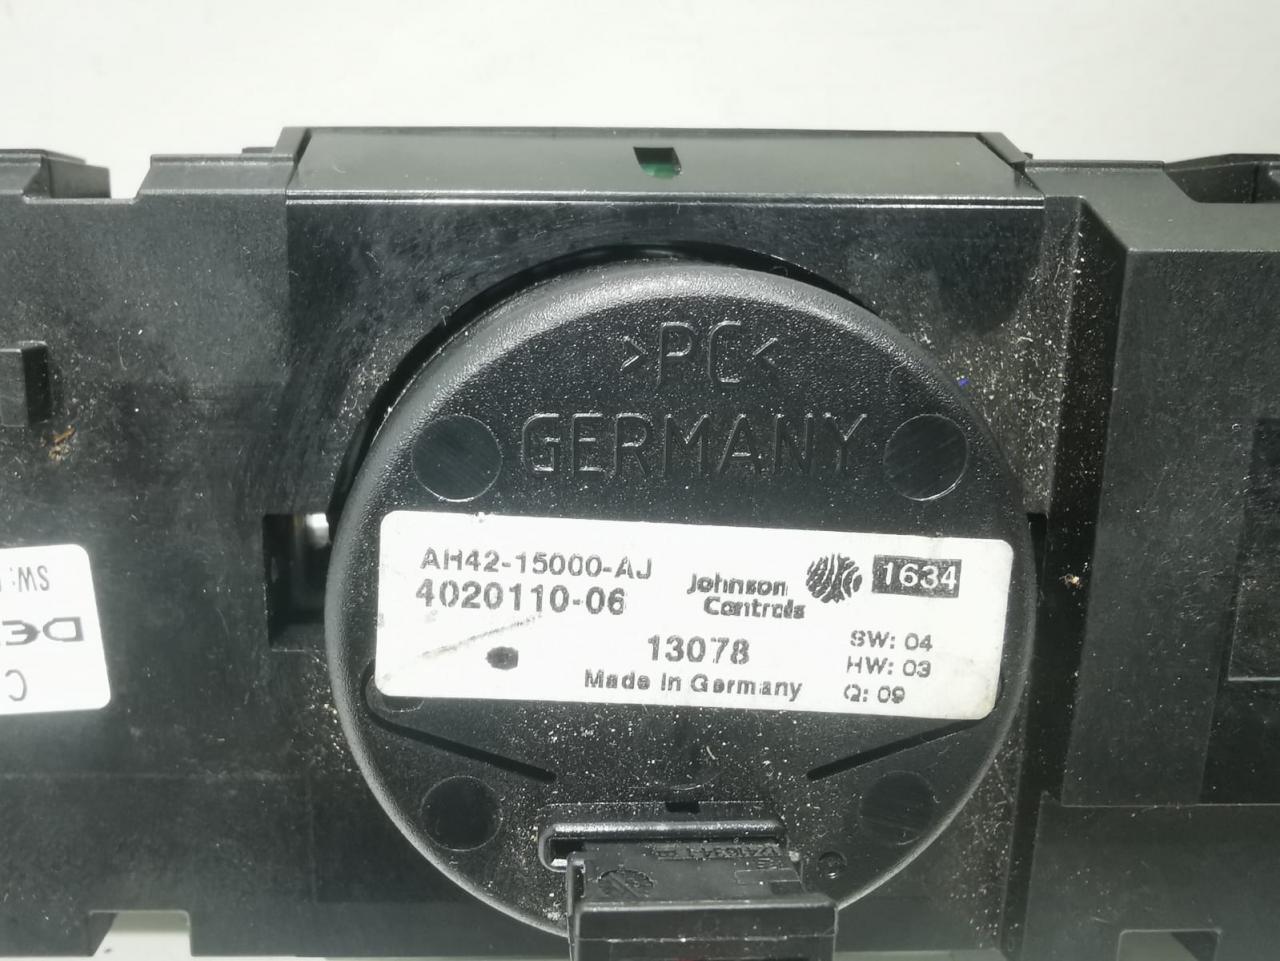 >PC<
GERMANY
AH42-15000-AJ
4020110-06
Johnson
Controls
1634
13078
Made in Germany
SW: 04
HW: 03
Q: 09
SW:
C